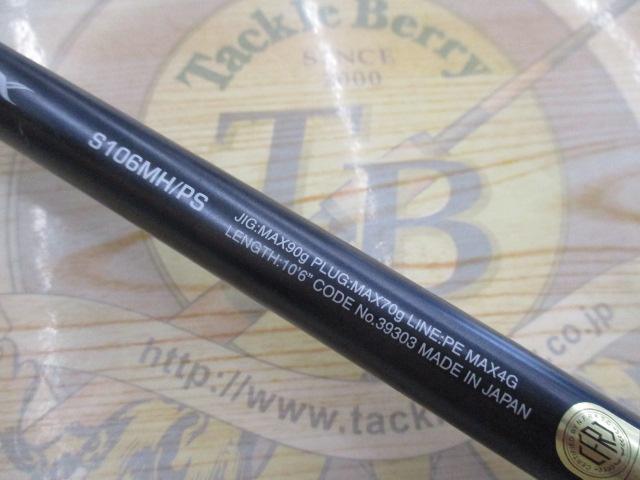 Tackle Berry
SINCE
2000
TB
S106MH/PS
JIG:MAX90g PLUG:MAX70g LINE:PE MAX4G
LENGTH:10'6" CODE No.39303 MADE IN JAPAN
http://www.tack
.co.jp